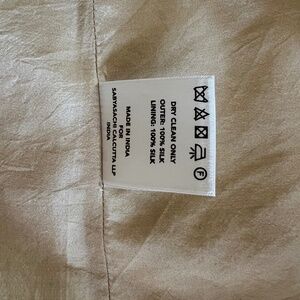 DRY CLEAN ONLY
OUTER: 100% SILK
LINING: 100% SILK
MADE IN INDIA
FOR
SABYASACHI CALCUTTA LLP
INDIA
F